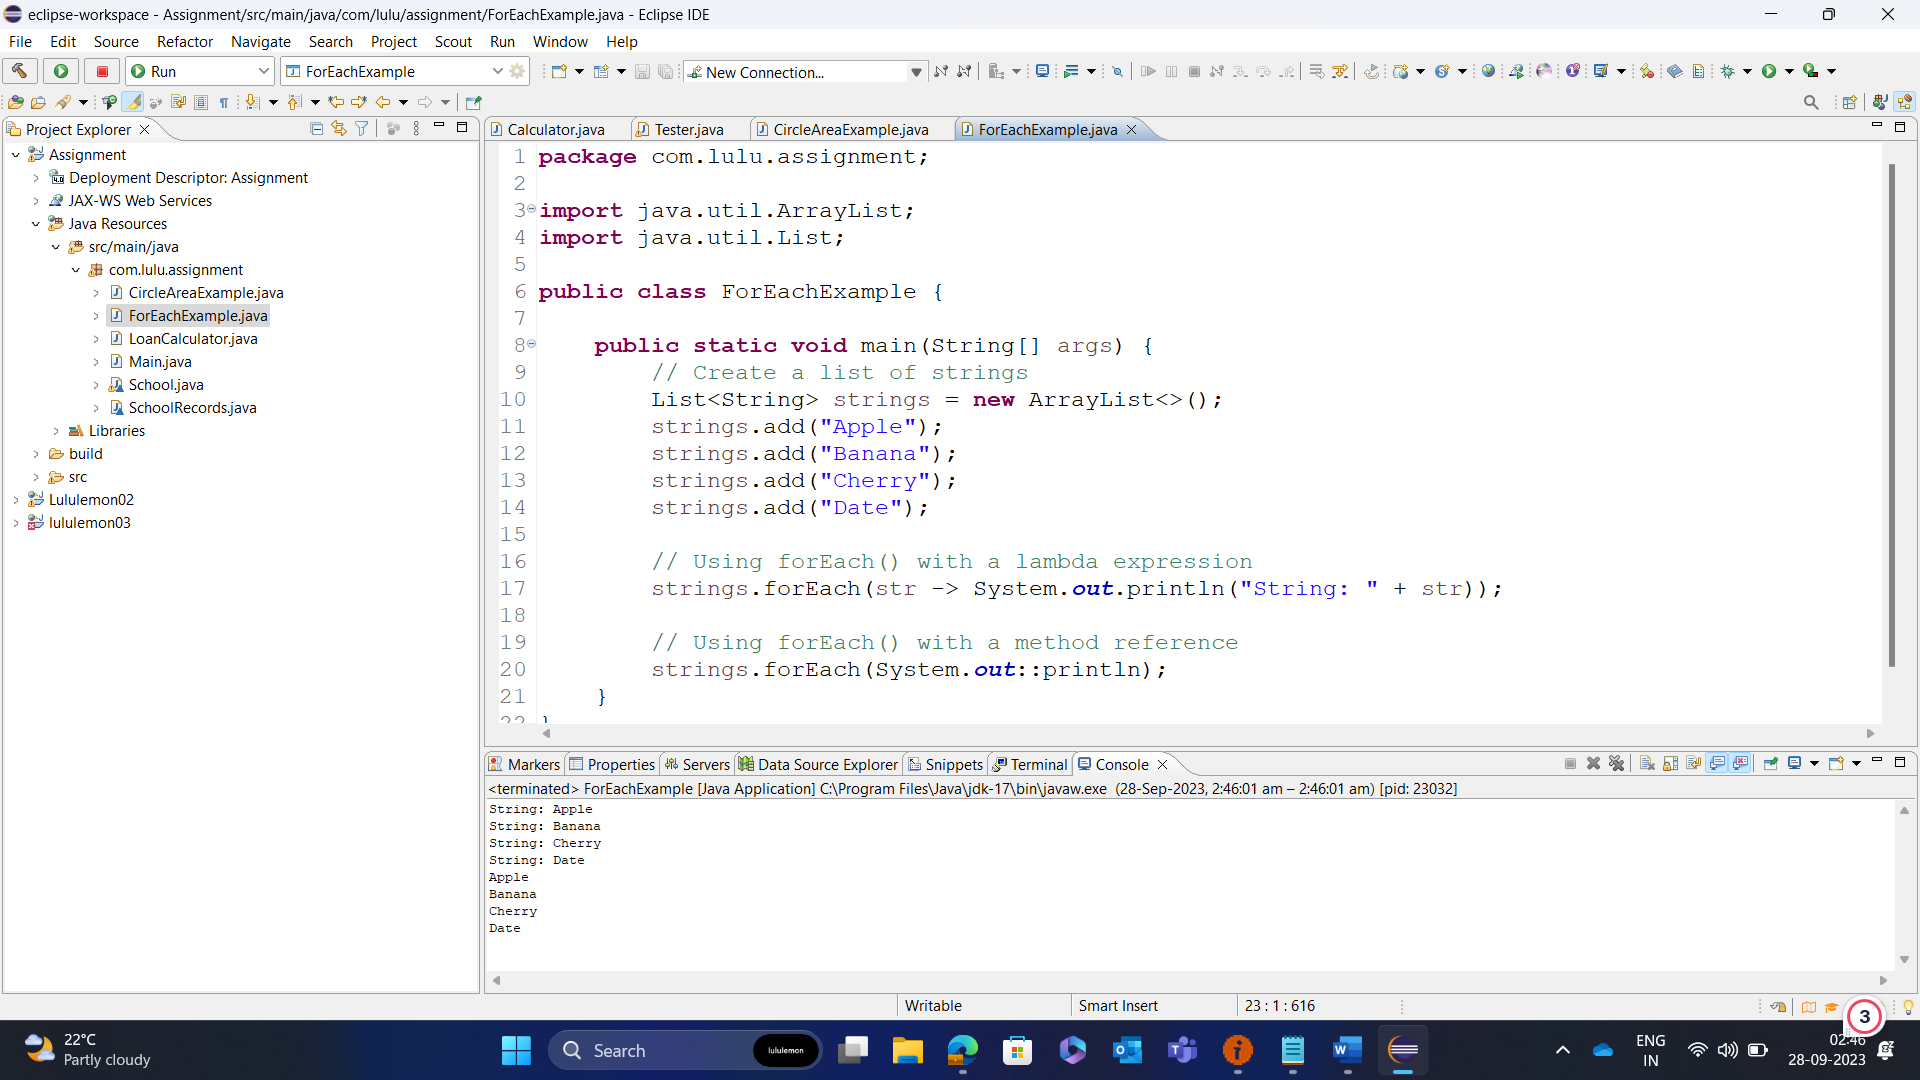 eclipse-workspace - Assignment/src/main/java/com/lulu/assignment/ForEachExample.java - Eclipse IDE
File Edit Source Refactor Navigate Search Project Scout Run Window Help
Run ForEachExample New Connection...
Project Explorer
Assignment
Deployment Descriptor: Assignment
JAX-WS Web Services
Java Resources
src/main/java
com.lulu.assignment
CircleAreaExample.java
ForEachExample.java
LoanCalculator.java
Main.java
School.java
SchoolRecords.java
Libraries
build
src
Lululemon02
lululemon03
Calculator.java Tester.java CircleAreaExample.java ForEachExample.java
1 package com.lulu.assignment;
2
3 import java.util.ArrayList;
4 import java.util.List;
5
6 public class ForEachExample {
7
8 public static void main(String[] args) {
9 // Create a list of strings
10 List<String> strings = new ArrayList<>();
11 strings.add("Apple");
12 strings.add("Banana");
13 strings.add("Cherry");
14 strings.add("Date");
15
16 // Using forEach() with a lambda expression
17 strings.forEach(str -> System.out.println("String: " + str));
18
19 // Using forEach() with a method reference
20 strings.forEach(System.out::println);
21 }
22 }
Markers Properties Servers Data Source Explorer Snippets Terminal Console
<terminated> ForEachExample [Java Application] C:\Program Files\Java\jdk-17\bin\javaw.exe (28-Sep-2023, 2:46:01 am – 2:46:01 am) [pid: 23032]
String: Apple
String: Banana
String: Cherry
String: Date
Apple
Banana
Cherry
Date
Writable Smart Insert 23 : 1 : 616
3
22°C
Partly cloudy
Search lululemon
ENG
IN
02:46
28-09-2023